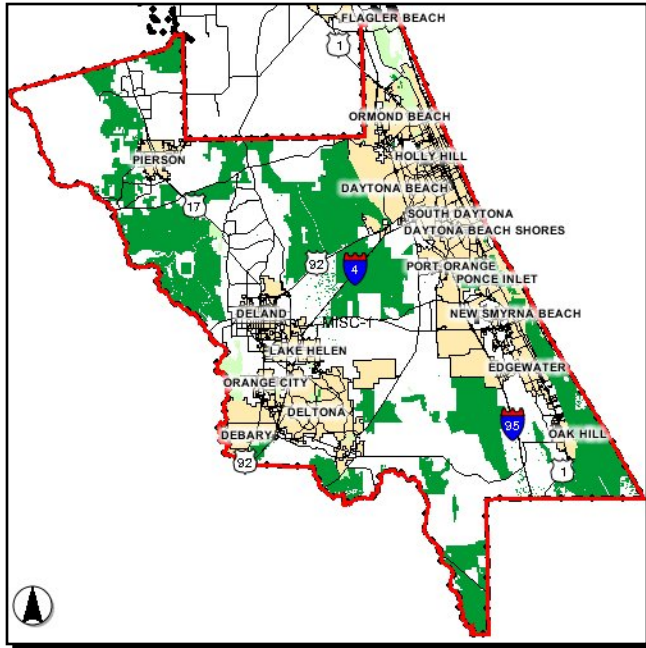 FLAGLER BEACH
1
ORMOND BEACH
HOLLY HILL
PIERSON
DAYTONA BEACH
17
SOUTH DAYTONA
DAYTONA BEACH SHORES
92
4
PORT ORANGE
PONCE INLET
DELAND
MISC-1
NEW SMYRNA BEACH
LAKE HELEN
EDGEWATER
ORANGE CITY
DELTONA
95
DEBARY
OAK HILL
92
1